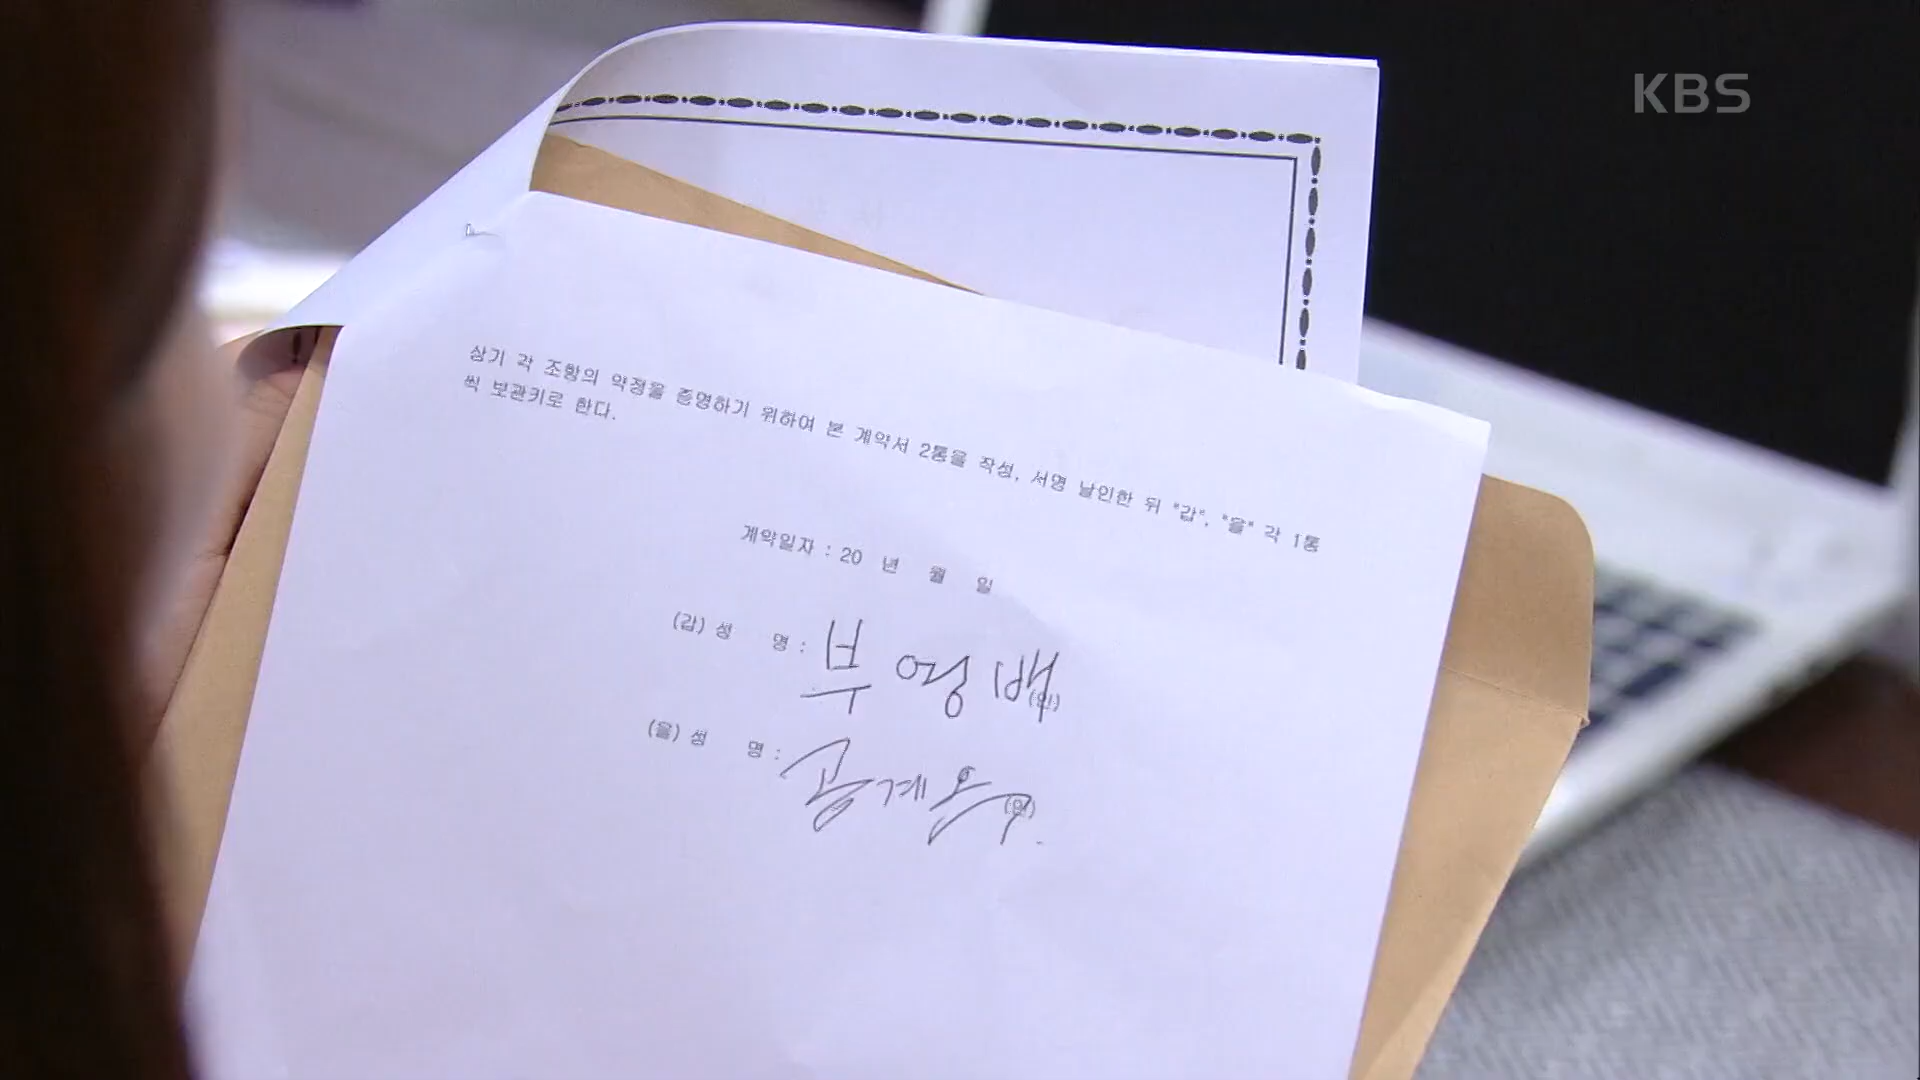 KBS
상기 각 조항의 약정을 증명하기 위하여 본 계약서 2통을 작성, 서명 날인한 뒤 "갑", "을" 각 1통
씩 보관키로 한다.
계약일자 : 20 년 월 일
(갑) 성 명 : 부영배 (인)
(을) 성 명 : 공계옥 (인)